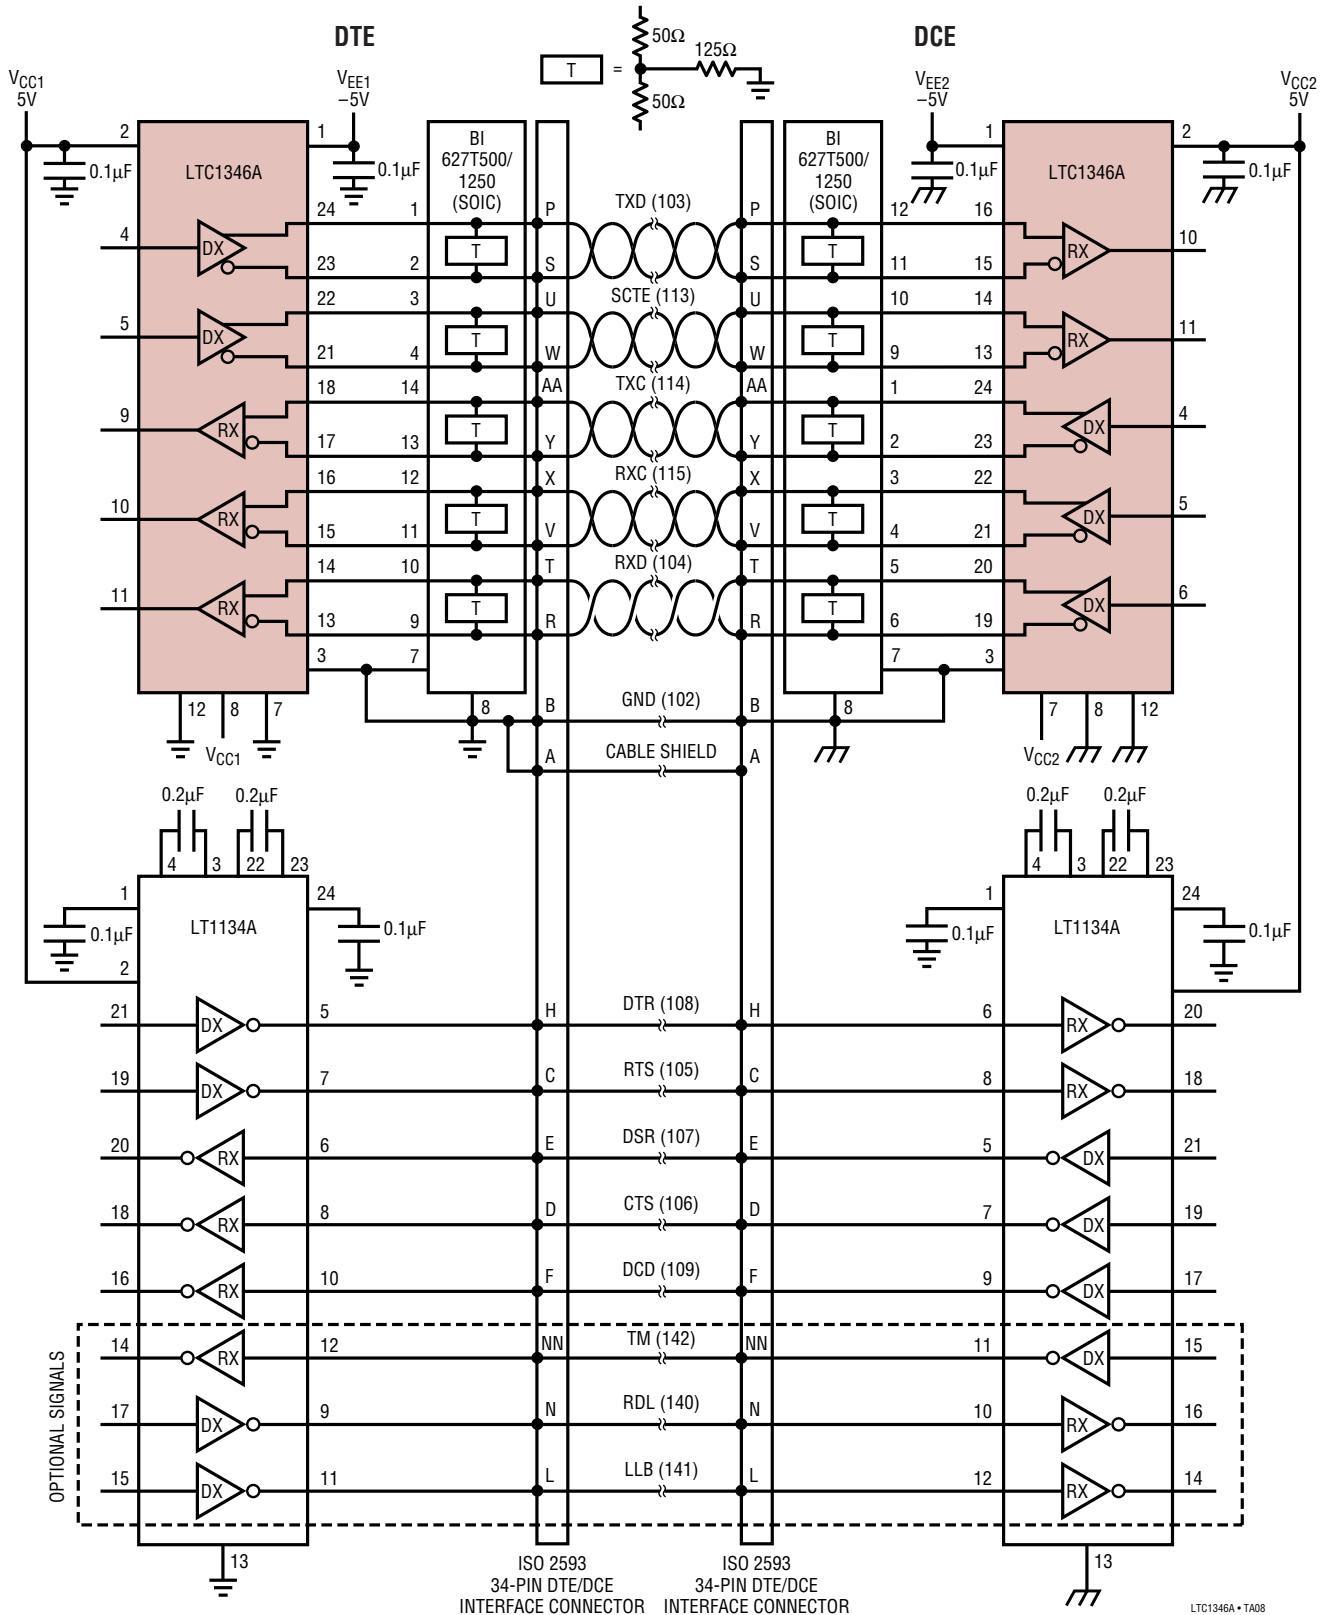 DTE
DCE
T
=
50Ω
125Ω
50Ω
VCC1
5V
VEE1
–5V
VEE2
–5V
VCC2
5V
2
1
1
2
0.1µF
0.1µF
0.1µF
0.1µF
LTC1346A
BI
627T500/
1250
(SOIC)
BI
627T500/
1250
(SOIC)
LTC1346A
4
DX
24
1
T
P
TXD (103)
P
T
12
16
RX
10
23
2
S
S
11
15
5
DX
22
3
T
U
SCTE (113)
U
T
10
14
RX
11
21
4
W
W
9
13
9
RX
18
14
T
AA
TXC (114)
AA
T
1
24
DX
4
17
13
Y
Y
2
23
10
RX
16
12
T
X
RXC (115)
X
T
3
22
DX
5
15
11
V
V
4
21
11
RX
14
10
T
T
RXD (104)
T
T
5
20
DX
6
13
9
R
R
6
19
3
7
7
3
12
8
7
8
B
GND (102)
B
8
7
8
12
VCC1
A
CABLE SHIELD
A
VCC2
0.2µF
0.2µF
0.2µF
0.2µF
4
3
22
23
4
3
22
23
1
24
1
24
0.1µF
LT1134A
0.1µF
0.1µF
LT1134A
0.1µF
2
21
DX
5
H
DTR (108)
H
6
RX
20
19
DX
7
C
RTS (105)
C
8
RX
18
20
RX
6
E
DSR (107)
E
5
DX
21
18
RX
8
D
CTS (106)
D
7
DX
19
16
RX
10
F
DCD (109)
F
9
DX
17
OPTIONAL SIGNALS
14
RX
12
NN
TM (142)
NN
11
DX
15
17
DX
9
N
RDL (140)
N
10
RX
16
15
DX
11
L
LLB (141)
L
12
RX
14
13
13
ISO 2593
34-PIN DTE/DCE
INTERFACE CONNECTOR
ISO 2593
34-PIN DTE/DCE
INTERFACE CONNECTOR
LTC1346A • TA08